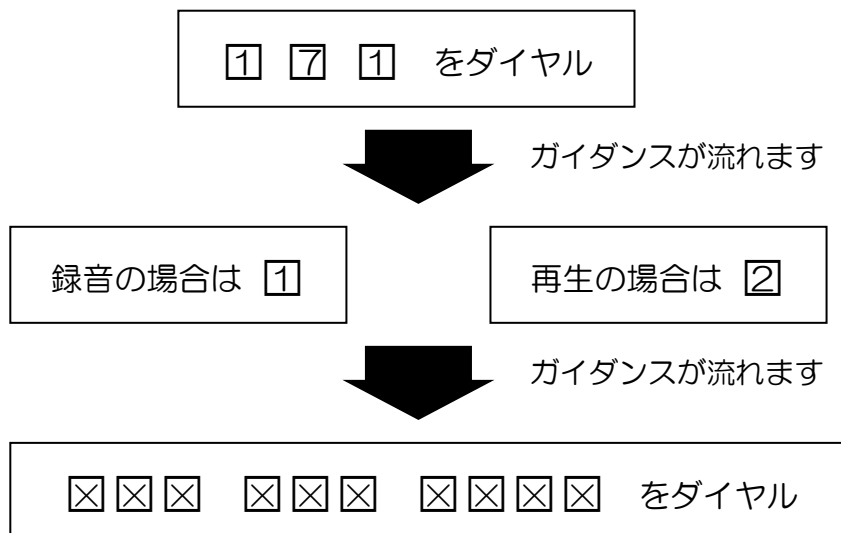 1 7 1 をダイヤル
ガイダンスが流れます
録音の場合は 1
再生の場合は 2
ガイダンスが流れます
××× ××× ×××× をダイヤル